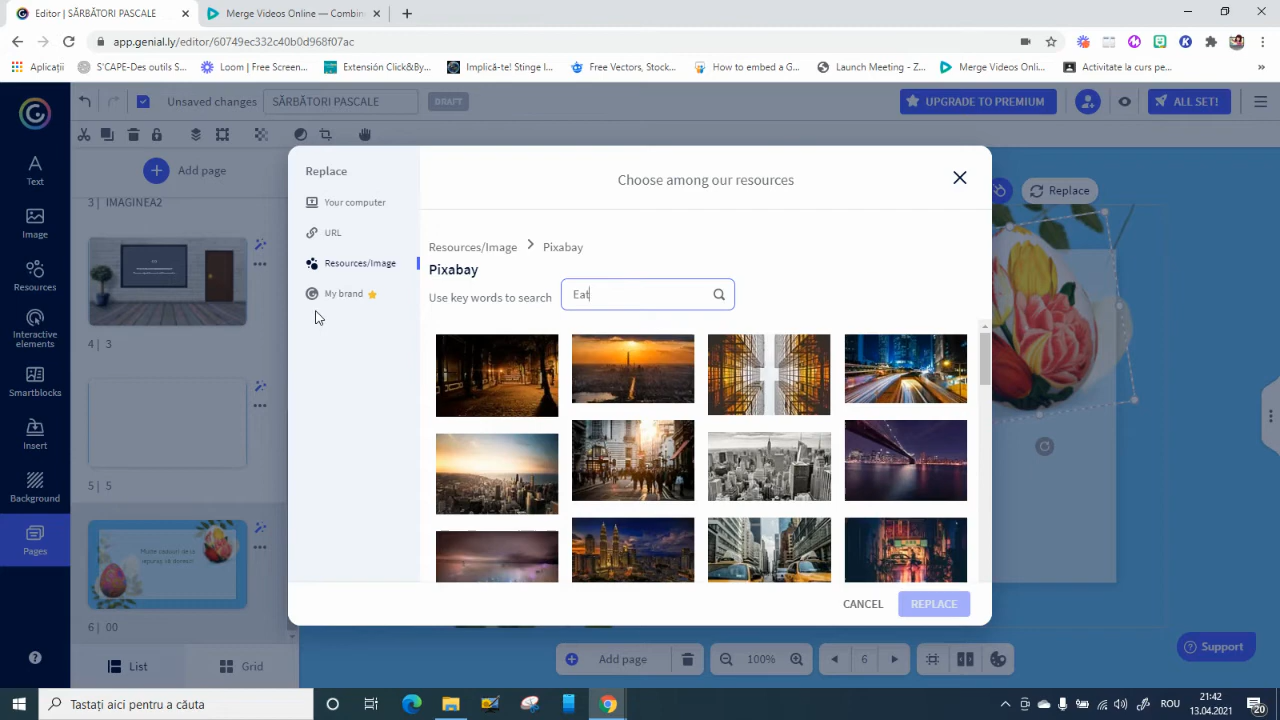 Editor | SĂRBĂTORI PASCALE
Merge Videos Online — Combin
app.genial.ly/editor/60749ec332c40b0d968f07ac
Aplicații
S'CAPE-Des outils S...
Loom | Free Screen...
Extensión Click&By...
Implică-te! Stinge l...
Free Vectors, Stock...
How to embed a G...
Launch Meeting - Z...
Merge Videos Onli...
Activitate la curs pe...
»
Unsaved changes
SĂRBĂTORI PASCALE
DRAFT
UPGRADE TO PREMIUM
ALL SET!
Text
Image
Resources
Interactive
elements
Smartblocks
Insert
Background
Pages
Add page
3 | IMAGINEA2
4 | 3
5 | 5
6 | 00
List
Grid
Replace
Your computer
URL
Resources/Image
My brand
Choose among our resources
Resources/Image > Pixabay
Pixabay
Use key words to search
Eat
CANCEL
REPLACE
Replace
Add page
100%
6
Support
Tastați aici pentru a căuta
ROU
21:42
13.04.2021
20